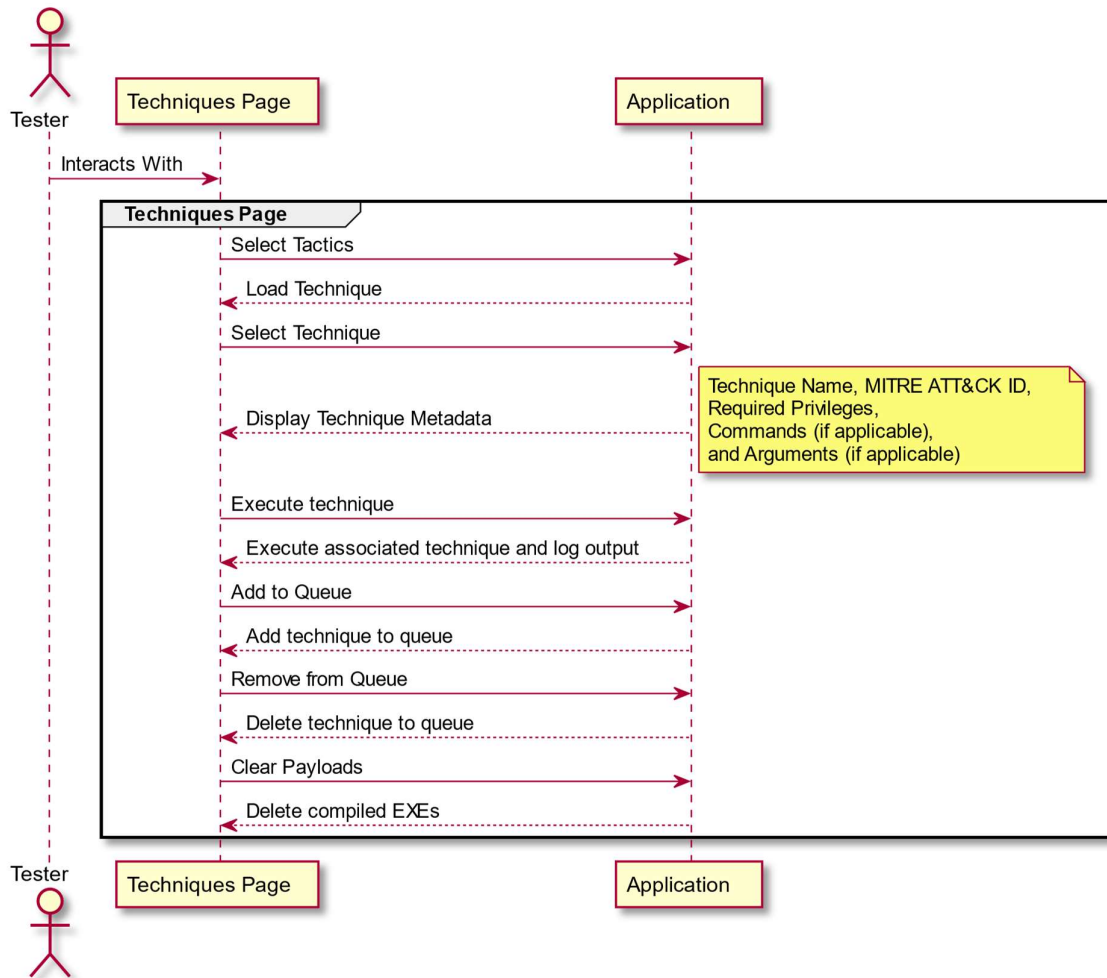 Tester
Techniques Page
Application
Interacts With
Techniques Page
Select Tactics
Load Technique
Select Technique
Technique Name, MITRE ATT&CK ID,
Required Privileges,
Commands (if applicable),
and Arguments (if applicable)
Display Technique Metadata
Execute technique
Execute associated technique and log output
Add to Queue
Add technique to queue
Remove from Queue
Delete technique to queue
Clear Payloads
Delete compiled EXEs
Tester
Techniques Page
Application